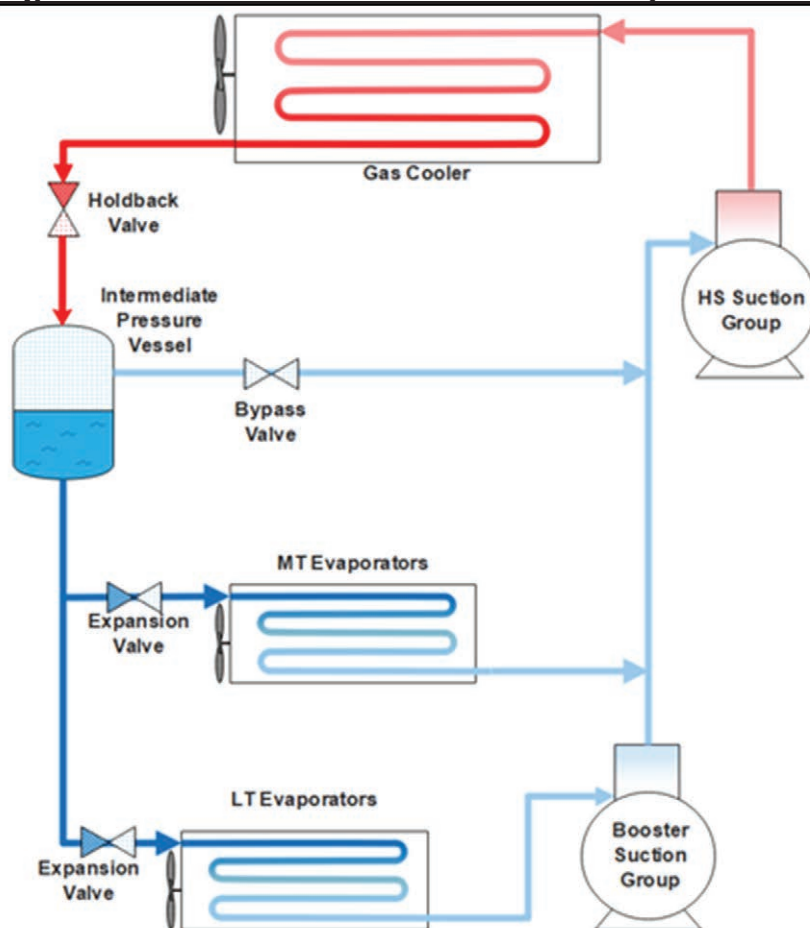 Gas Cooler
Holdback
Valve
Intermediate
Pressure
Vessel
HS Suction
Group
Bypass
Valve
MT Evaporators
Expansion
Valve
LT Evaporators
Expansion
Valve
Booster
Suction
Group